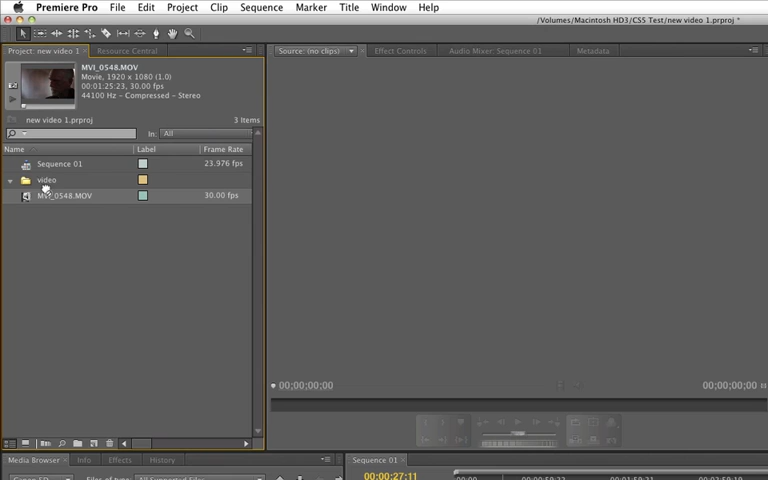 Premiere Pro File Edit Project Clip Sequence Marker Title Window Help
/Volumes/Macintosh HD3/CS5 Test/new video 1.prproj *
Project: new video 1 × Resource Central Source: (no clips) Effect Controls Audio Mixer: Sequence 01 Metadata
MVI_0548.MOV
Movie, 1920 x 1080 (1.0)
00:01:25:23, 30.00 fps
44100 Hz - Compressed - Stereo
new video 1.prproj 3 Items
In: All
Name Label Frame Rate
Sequence 01 23.976 fps
video
MVI_0548.MOV 30.00 fps
00;00;00;00 00;00;00;00
Media Browser Info Effects History Sequence 01 ×
00:00:27:11